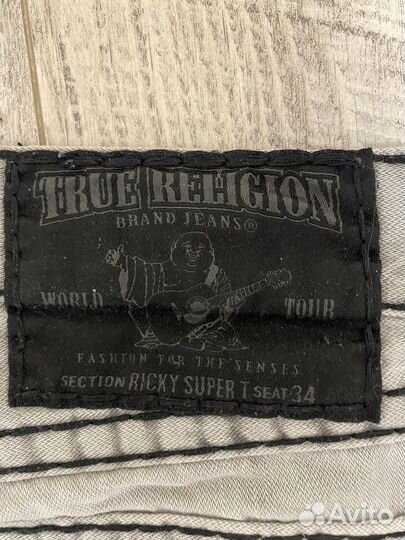 TRUE RELIGION
BRAND JEANS®
WORLD TOUR
FASHION FOR THE SENSES
SECTION RICKY SUPER T SEAT 34
Avito